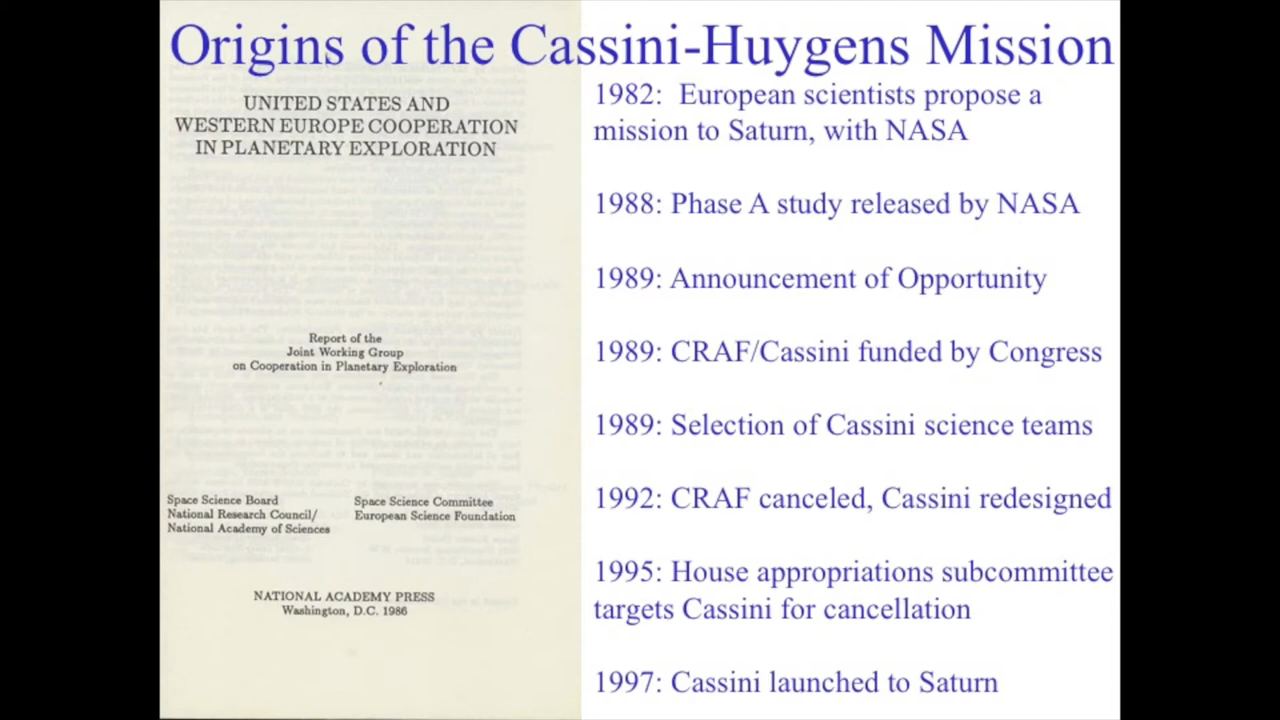 Origins of the Cassini-Huygens Mission
UNITED STATES AND
WESTERN EUROPE COOPERATION
IN PLANETARY EXPLORATION
Report of the
Joint Working Group
on Cooperation in Planetary Exploration
Space Science Board
National Research Council/
National Academy of Sciences
Space Science Committee
European Science Foundation
NATIONAL ACADEMY PRESS
Washington, D.C. 1986
1982: European scientists propose a
mission to Saturn, with NASA
1988: Phase A study released by NASA
1989: Announcement of Opportunity
1989: CRAF/Cassini funded by Congress
1989: Selection of Cassini science teams
1992: CRAF canceled, Cassini redesigned
1995: House appropriations subcommittee
targets Cassini for cancellation
1997: Cassini launched to Saturn